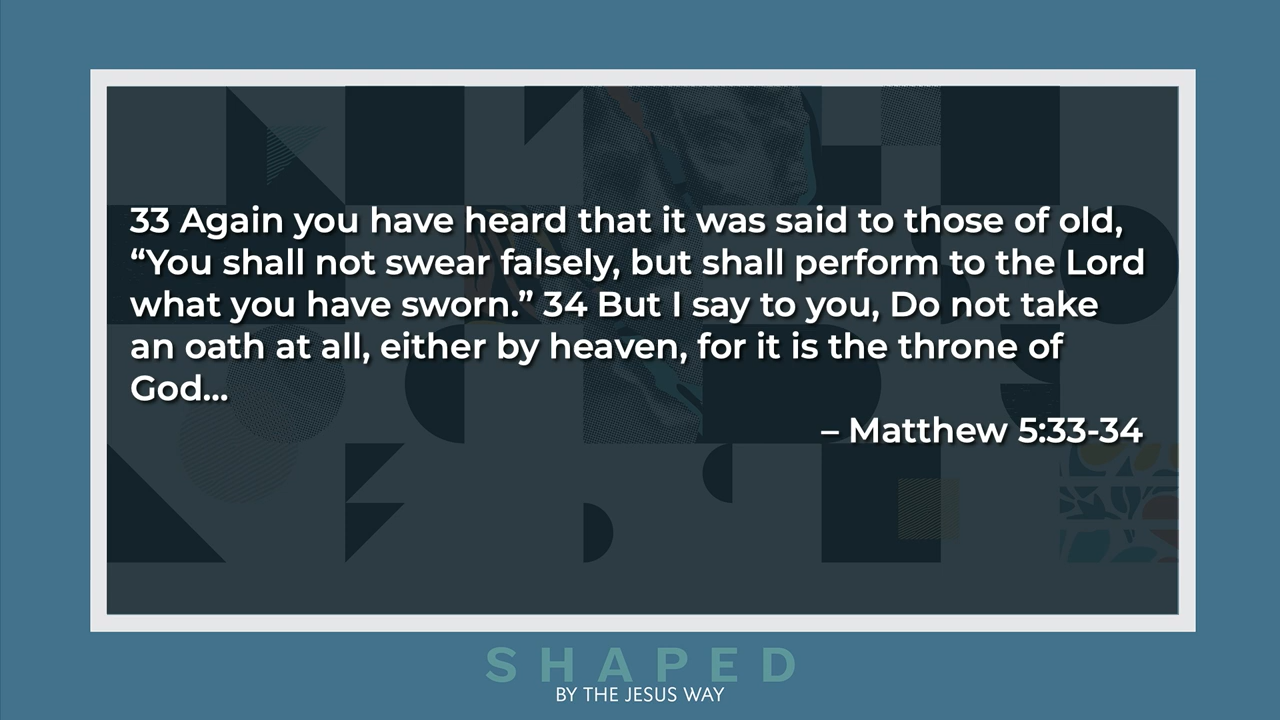 33 Again you have heard that it was said to those of old,
“You shall not swear falsely, but shall perform to the Lord
what you have sworn.” 34 But I say to you, Do not take
an oath at all, either by heaven, for it is the throne of
God...
– Matthew 5:33-34
SHAPED
BY THE JESUS WAY